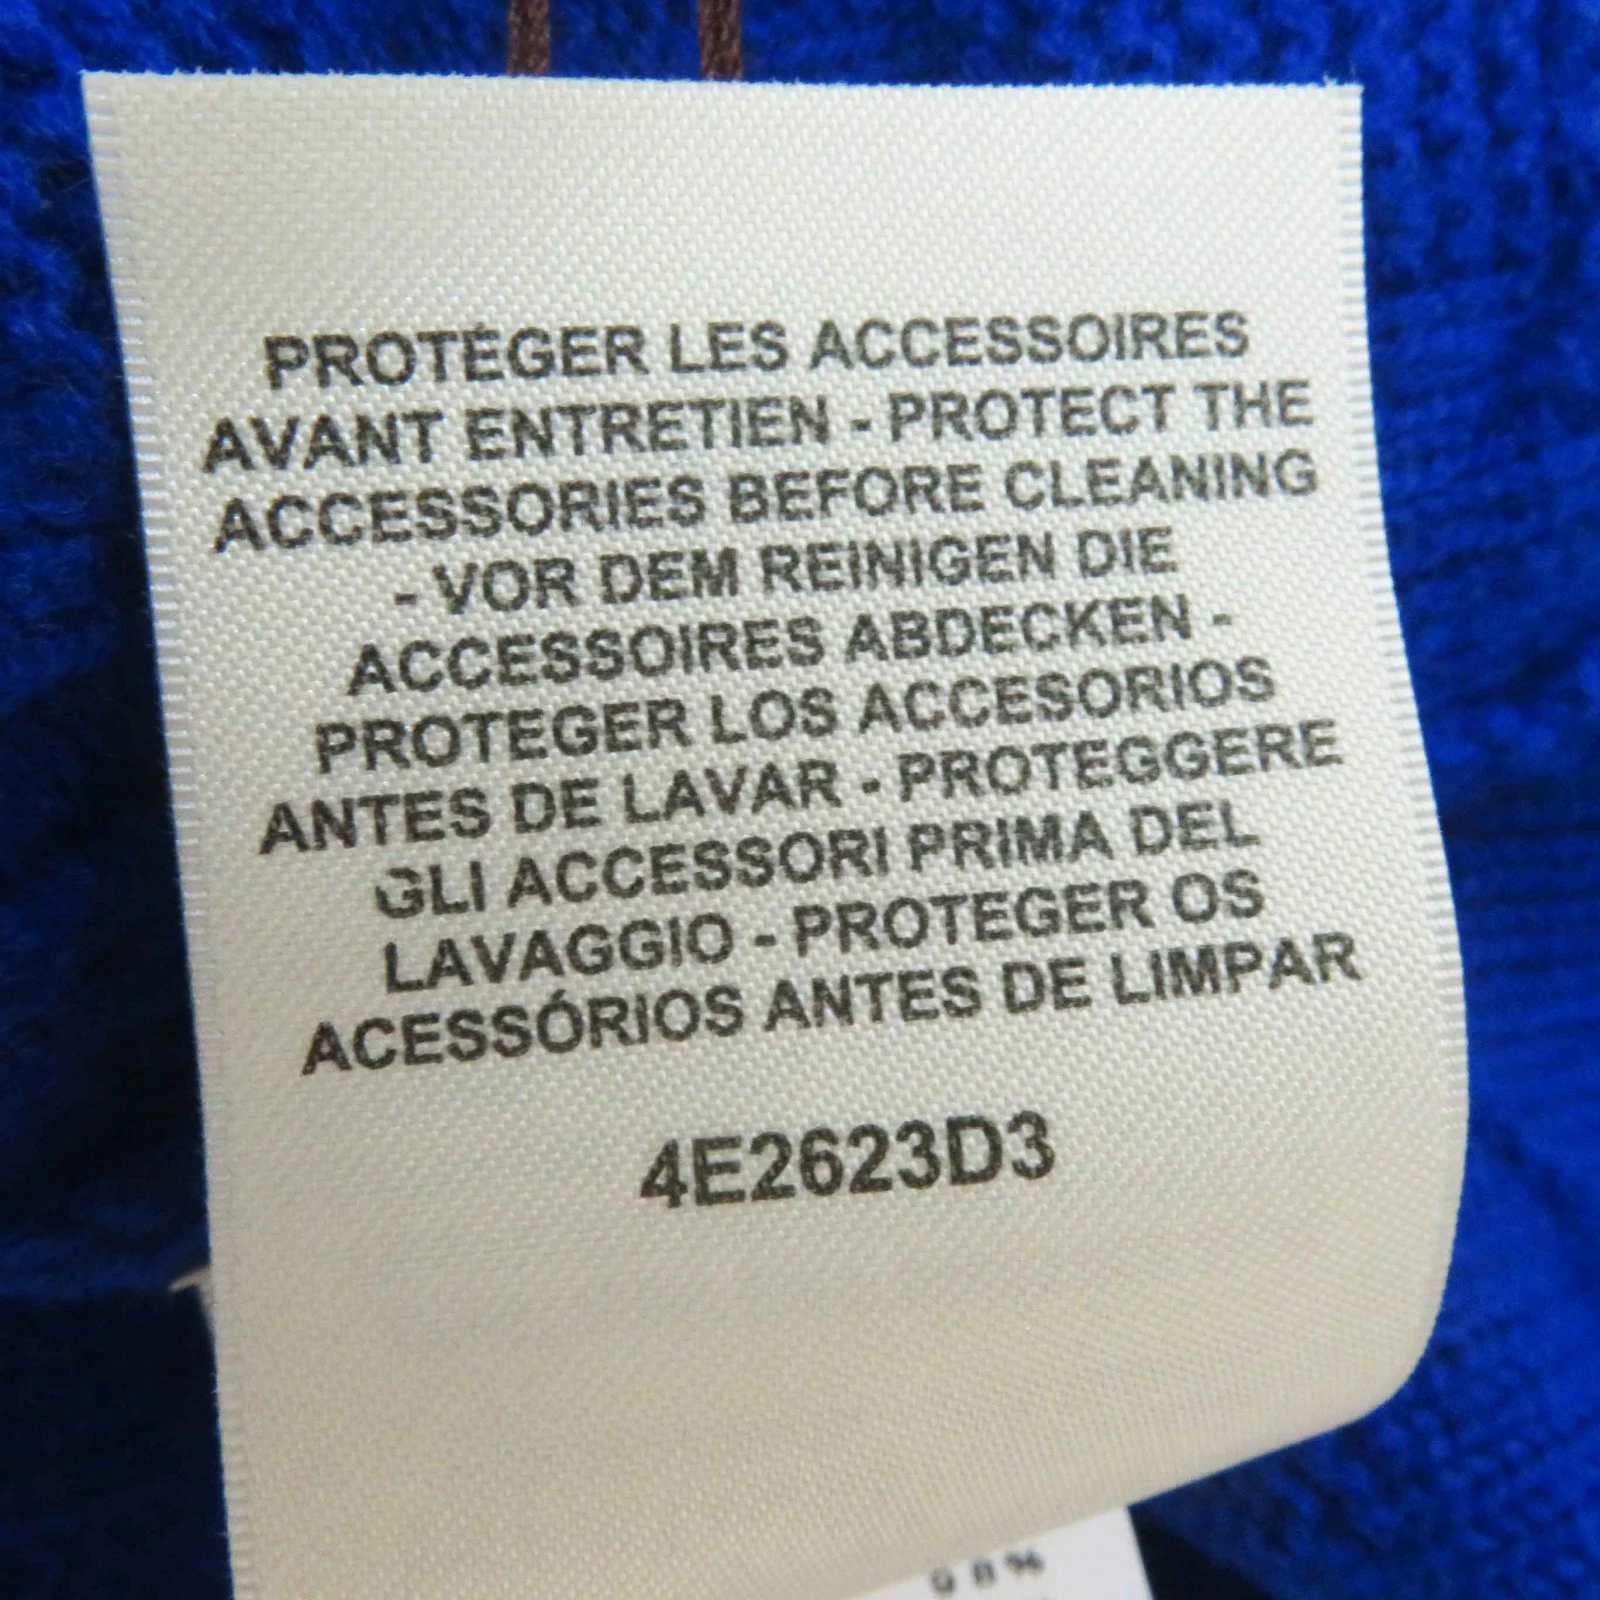 PROTÉGER LES ACCESSOIRES
AVANT ENTRETIEN - PROTECT THE
ACCESSORIES BEFORE CLEANING
- VOR DEM REINIGEN DIE
ACCESSOIRES ABDECKEN -
PROTEGER LOS ACCESORIOS
ANTES DE LAVAR - PROTEGGERE
GLI ACCESSORI PRIMA DEL
LAVAGGIO - PROTEGER OS
ACESSÓRIOS ANTES DE LIMPAR
4E2623D3